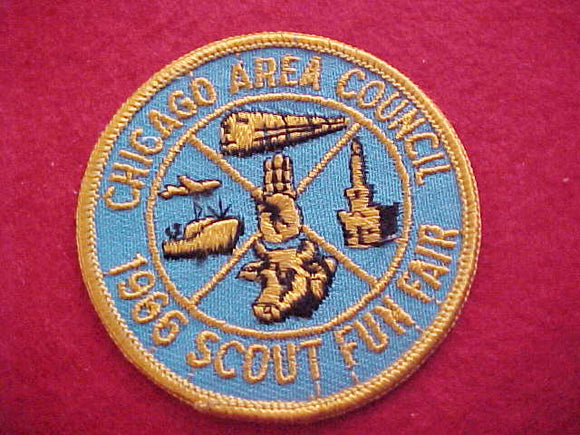 CHICAGO AREA COUNCIL
1966 SCOUT FUN FAIR